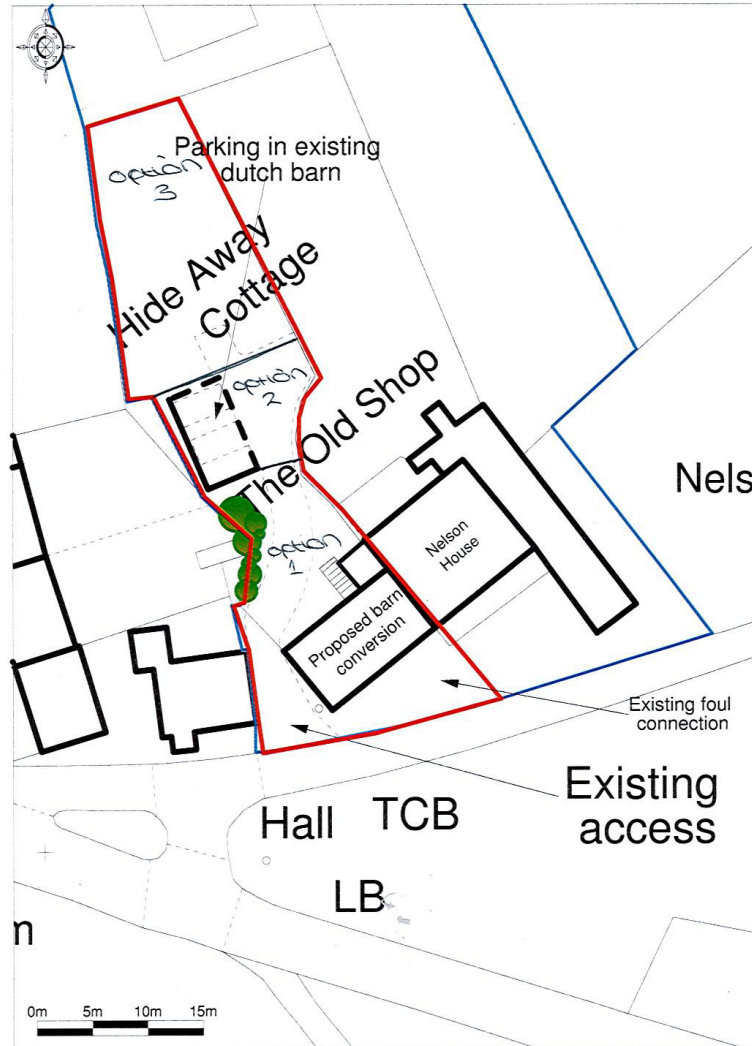 Parking in existing
dutch barn
option
3
Hide Away
Cottage
option
2
The Old Shop
Nels
option
1
Nelson
House
Proposed barn
conversion
Existing foul
connection
Existing
access
Hall
TCB
LB
m
0m 5m 10m 15m